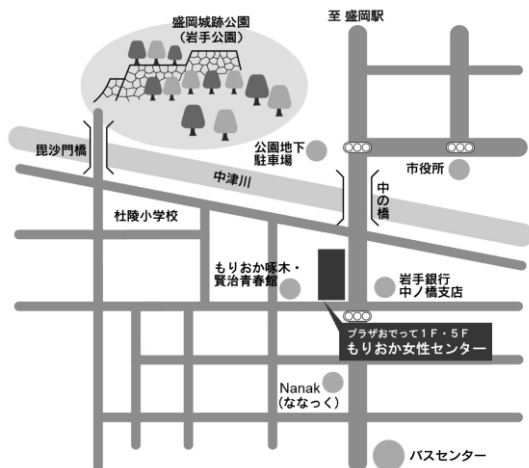 盛岡城跡公園
（岩手公園）
至 盛岡駅
公園地下
駐車場
毘沙門橋
中津川
中の橋
市役所
杜陵小学校
もりおか啄木・
賢治青春館
岩手銀行
中ノ橋支店
プラザおでって１F・５F
もりおか女性センター
Nanak
（ななっく）
バスセンター